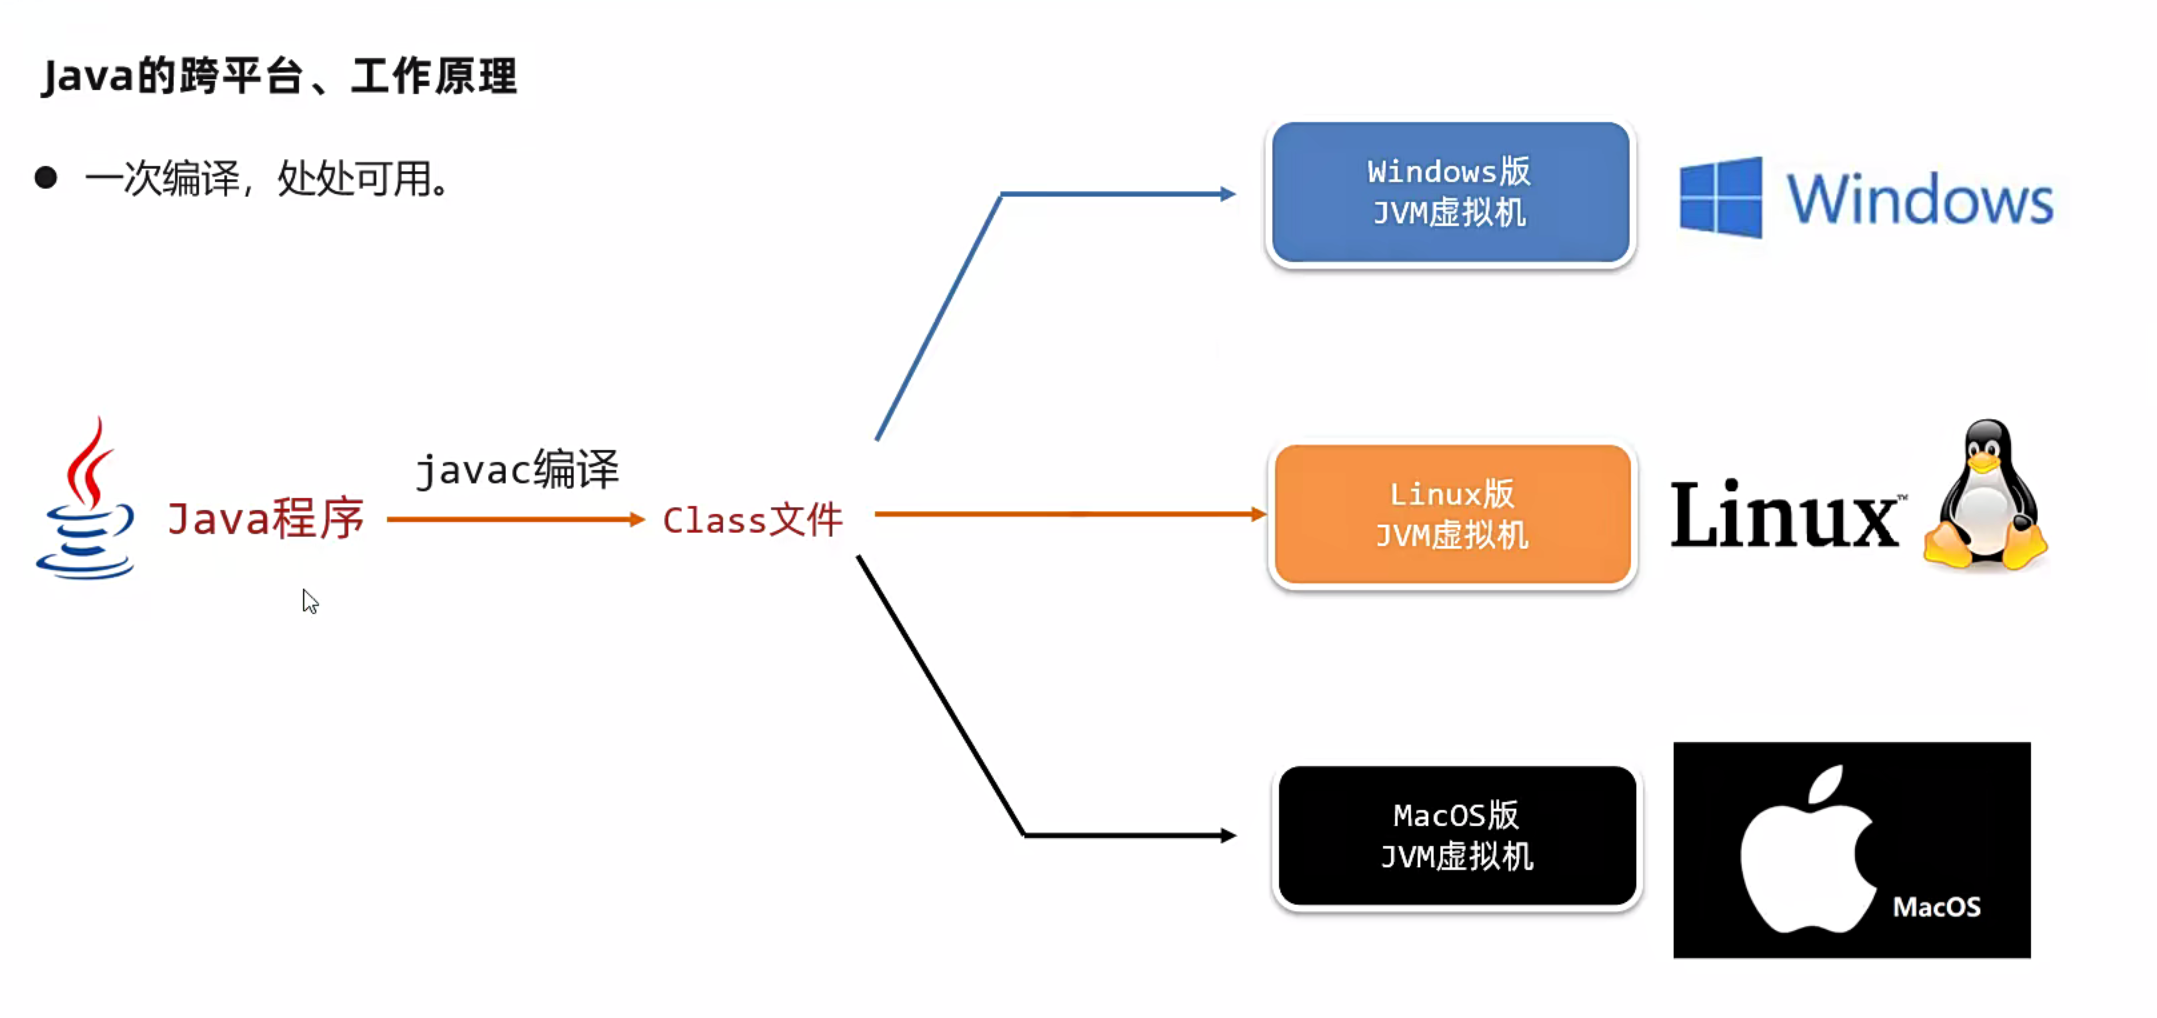 Java的跨平台、工作原理
● 一次编译，处处可用。
Windows版
JVM虚拟机
Windows
javac编译
Java程序
Class文件
Linux版
JVM虚拟机
Linux™
MacOS版
JVM虚拟机
MacOS